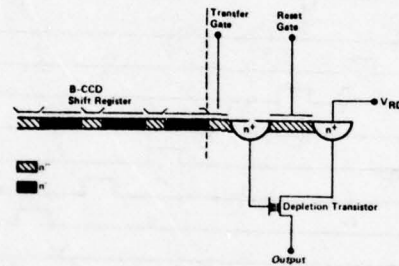 Transfer
Gate
Reset
Gate
B-CCD
Shift Register
n+
n+
Depletion Transistor
Output